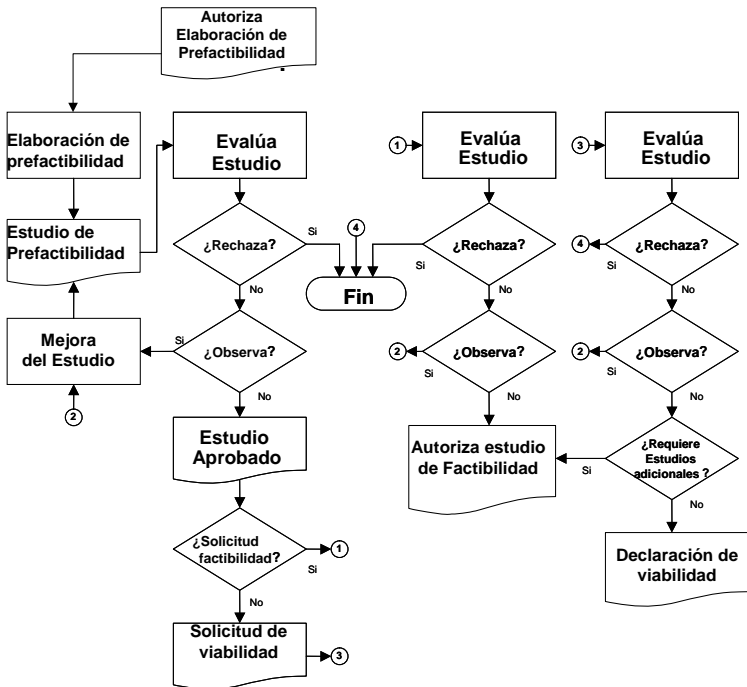 Autoriza
Elaboración de
Prefactibilidad
Elaboración de
prefactibilidad
Estudio de
Prefactibilidad
Mejora
del Estudio
2
Evalúa
Estudio
¿Rechaza?
Si
No
¿Observa?
Si
No
Estudio
Aprobado
¿Solicitud
factibilidad?
1
Si
No
Solicitud de
viabilidad
3
4
Fin
1
Evalúa
Estudio
¿Rechaza?
Si
No
2
¿Observa?
Si
No
Autoriza estudio
de Factibilidad
3
Evalúa
Estudio
4
¿Rechaza?
Si
No
2
¿Observa?
Si
No
¿Requiere
Estudios
adicionales ?
Si
No
Declaración de
viabilidad